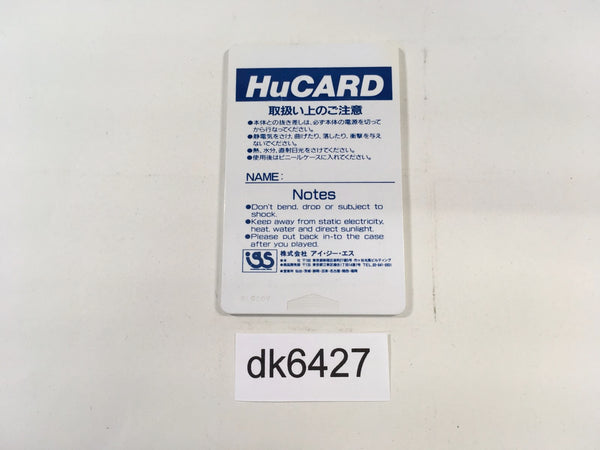 HuCARD
取扱い上のご注意
●本体との抜き差しは、必ず本体の電源を切って
から行なってください。
●静電気をさけ、曲げたり、落したり、衝撃を与え
ないでください。
●熱、水分、直射日光をさけてください。
●使用後はビニールケースに入れてください。
NAME:
Notes
●Don't bend, drop or subject to
shock.
●Keep away from static electricity,
heat, water and direct sunlight.
●Please put back in-to the case
after you played.
igs 株式会社 アイ・ジー・エス
dk6427